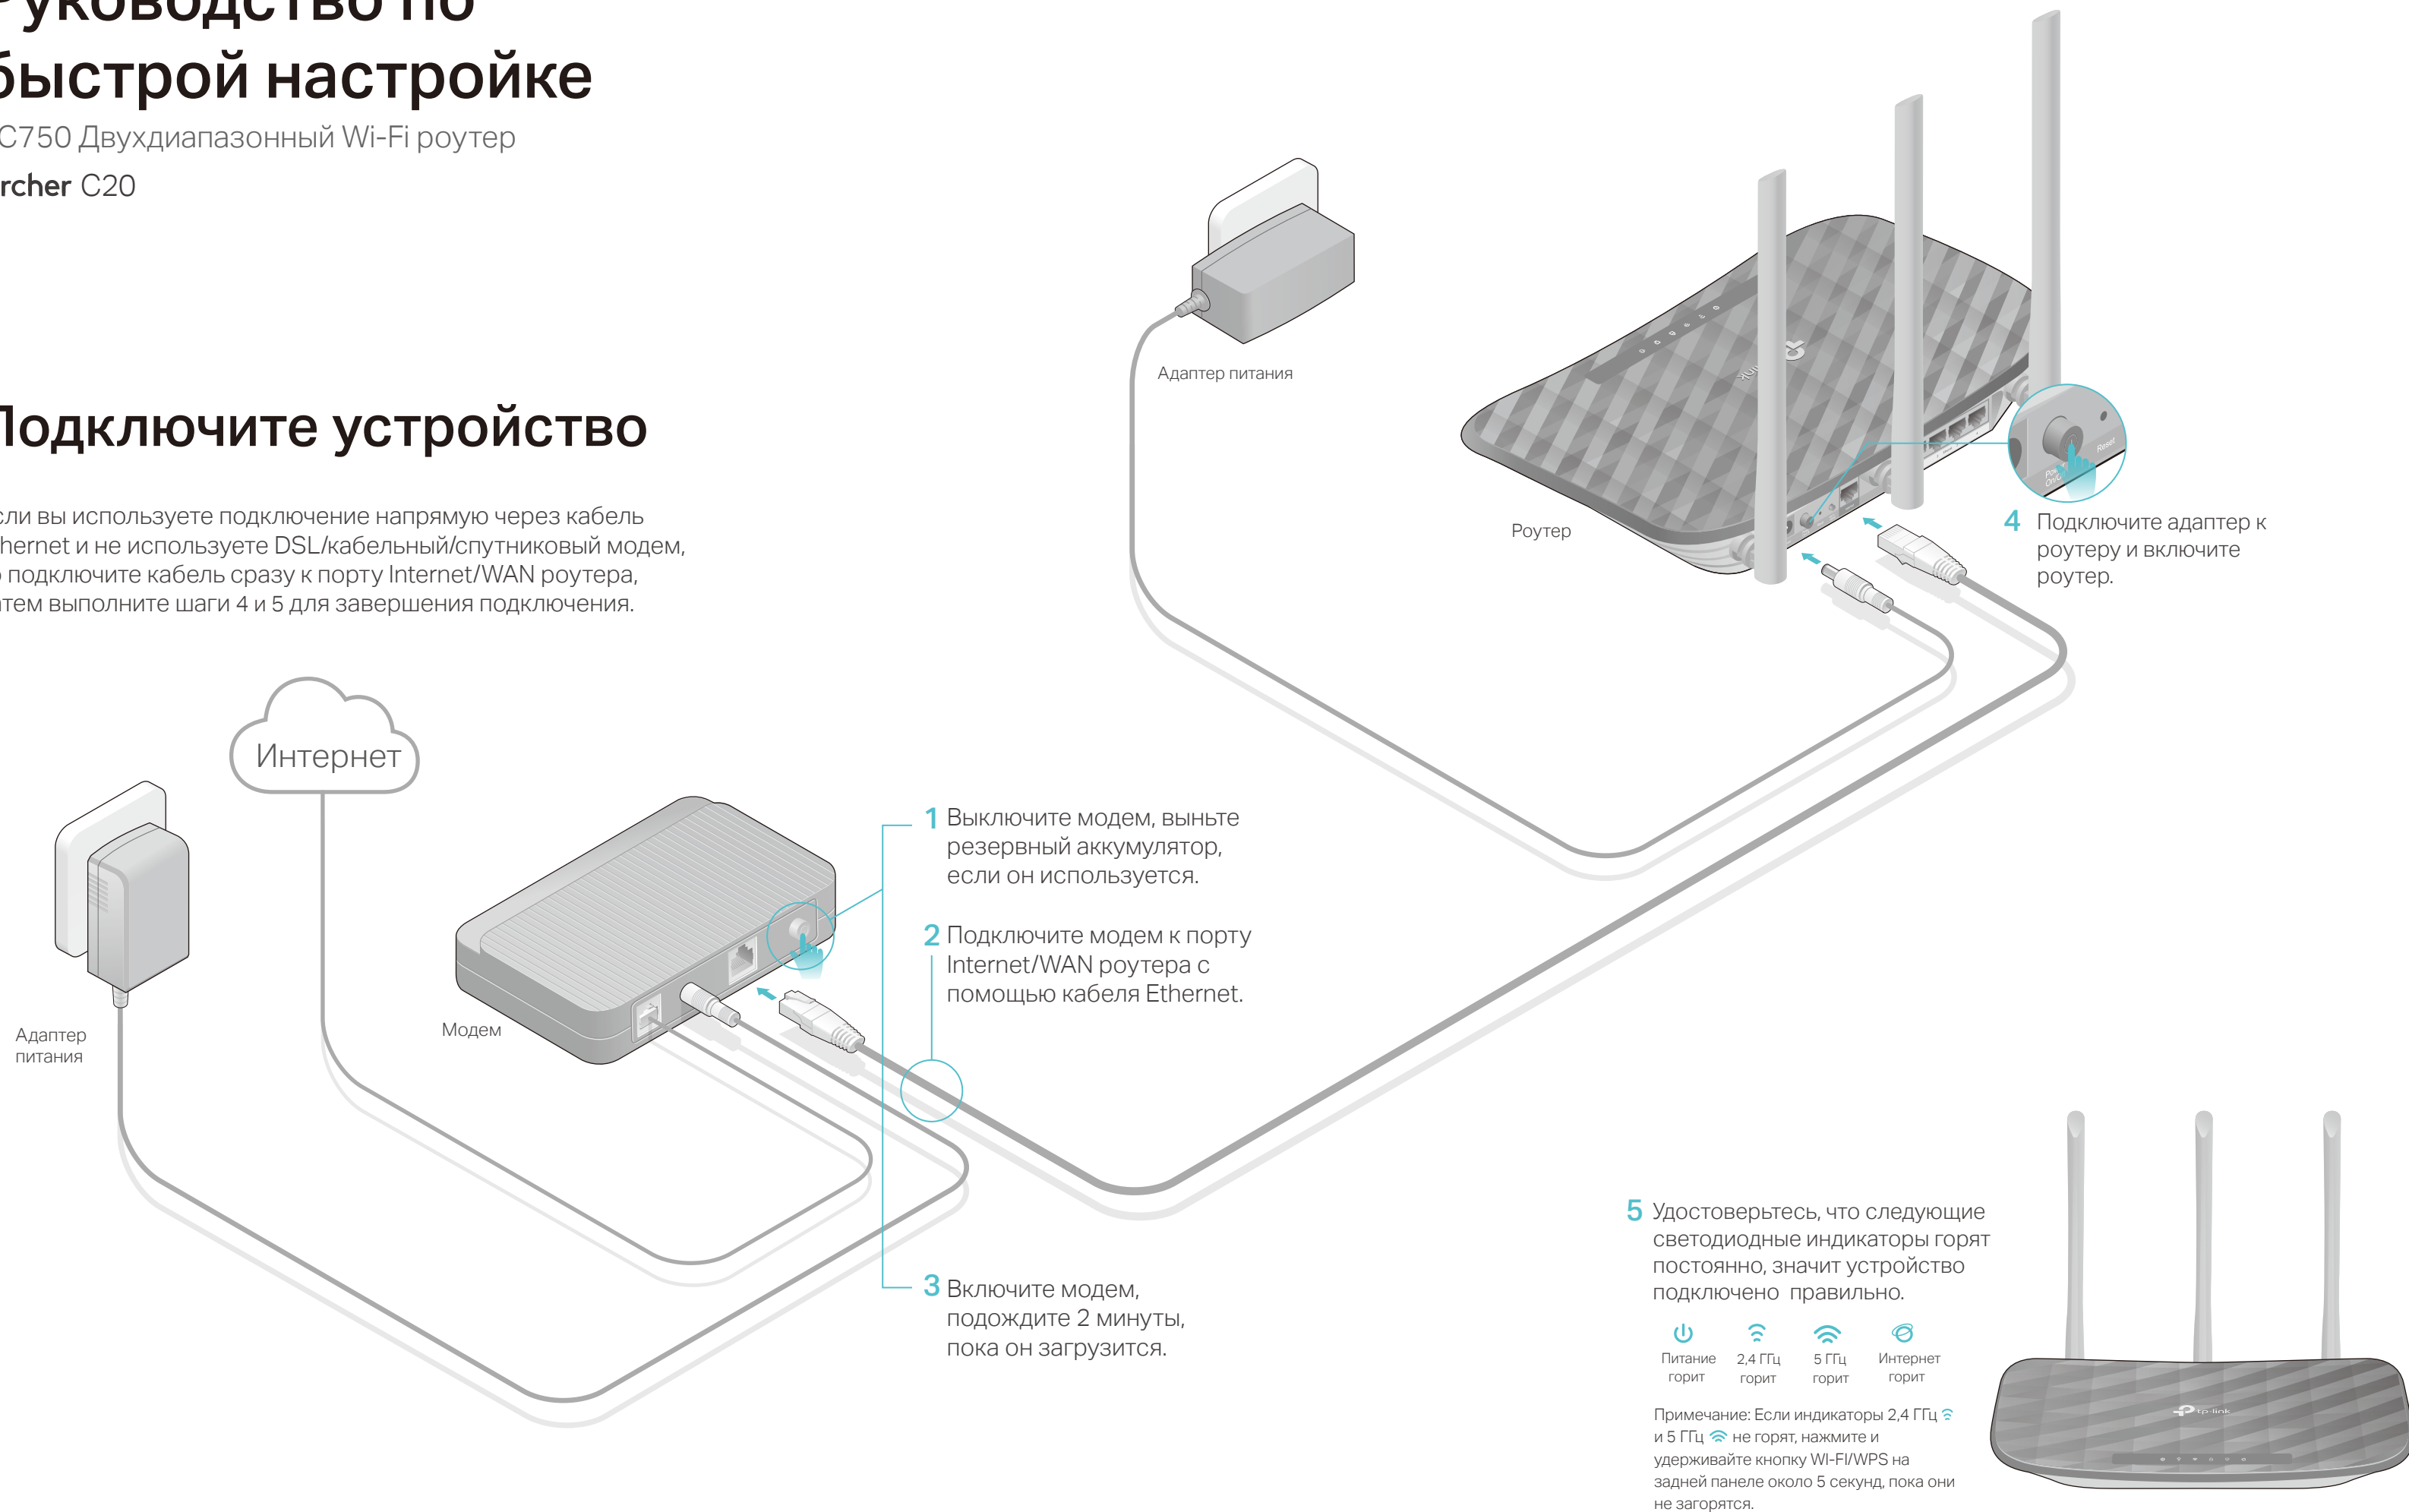 Руководство по
быстрой настройке
C750 Двухдиапазонный Wi-Fi роутер
rcher C20
Подключите устройство
сли вы используете подключение напрямую через кабель
hernet и не используете DSL/кабельный/спутниковый модем,
о подключите кабель сразу к порту Internet/WAN роутера,
атем выполните шаги 4 и 5 для завершения подключения.
Адаптер питания
Роутер
Reset
4 Подключите адаптер к
роутеру и включите
роутер.
Интернет
Адаптер
питания
Модем
1 Выключите модем, выньте
резервный аккумулятор,
если он используется.
2 Подключите модем к порту
Internet/WAN роутера с
помощью кабеля Ethernet.
3 Включите модем,
подождите 2 минуты,
пока он загрузится.
5 Удостоверьтесь, что следующие
светодиодные индикаторы горят
постоянно, значит устройство
подключено правильно.
Питание
горит
2,4 ГГц
горит
5 ГГц
горит
Интернет
горит
Примечание: Если индикаторы 2,4 ГГц
и 5 ГГц не горят, нажмите и
удерживайте кнопку WI-FI/WPS на
задней панеле около 5 секунд, пока они
не загорятся.
tp-link